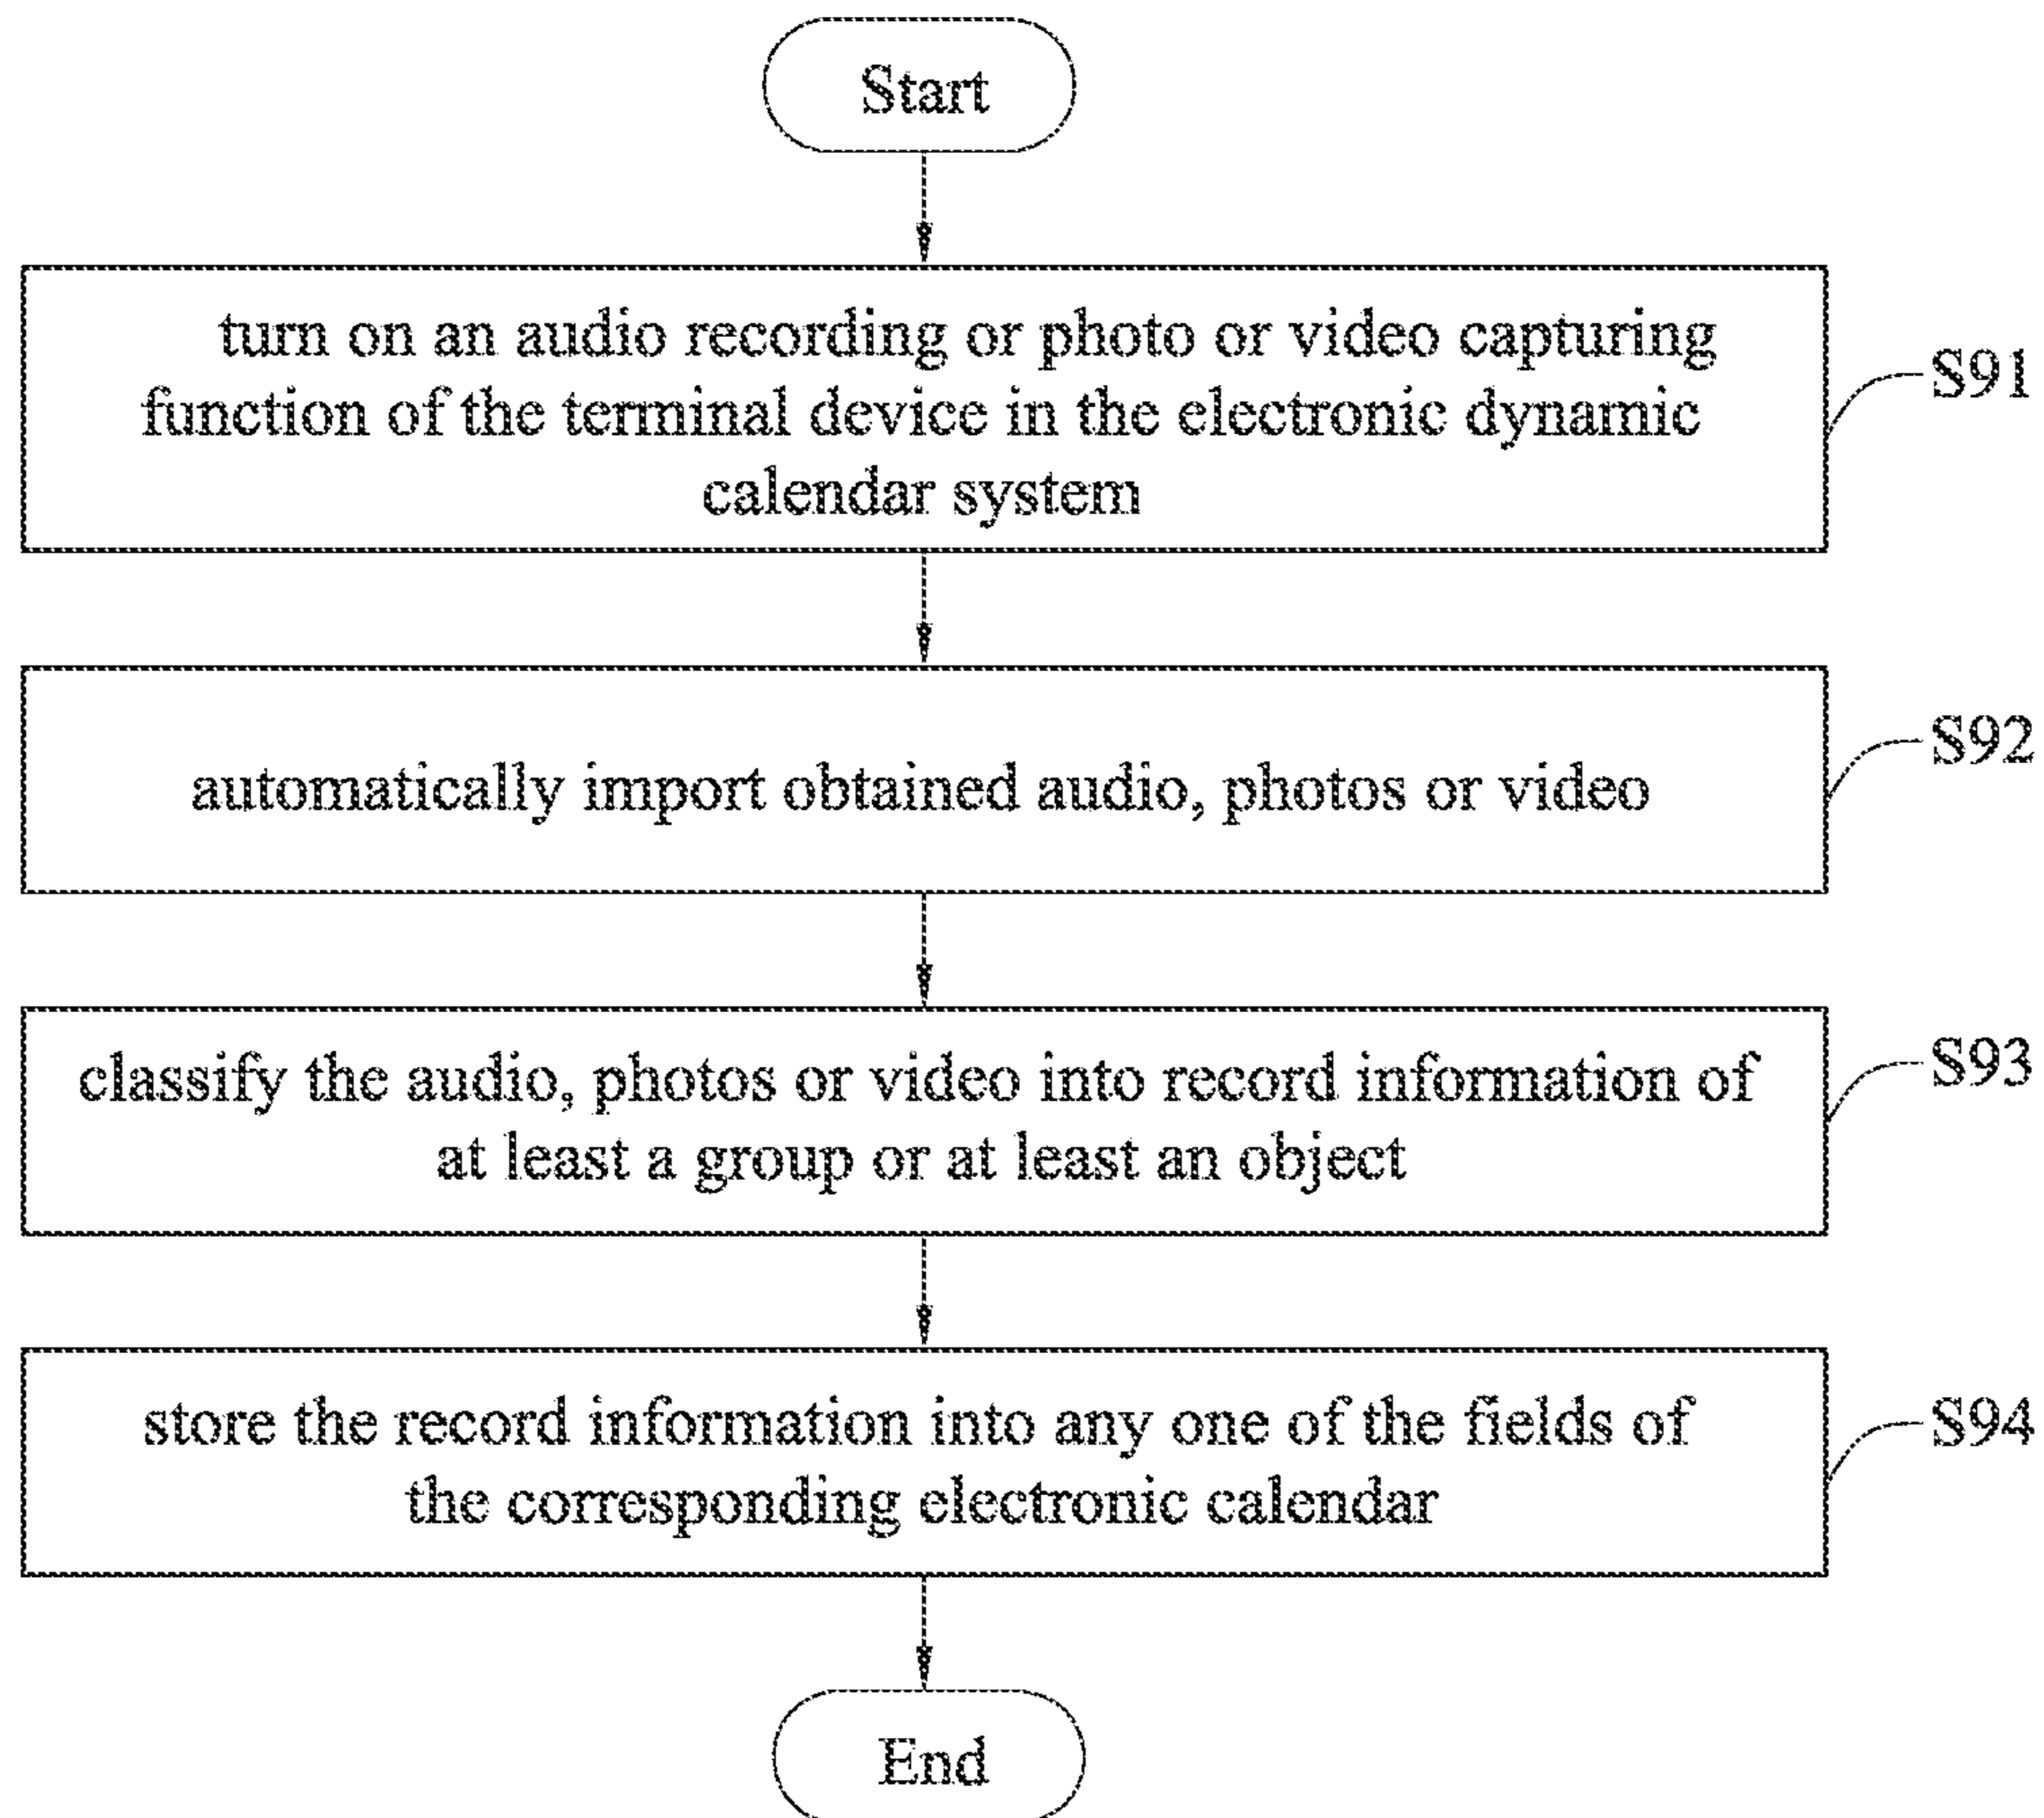 Start
turn on an audio recording or photo or video capturing
function of the terminal device in the electronic dynamic
calendar system
S91
automatically import obtained audio, photos or video
S92
classify the audio, photos or video into record information of
at least a group or at least an object
S93
store the record information into any one of the fields of
the corresponding electronic calendar
S94
End